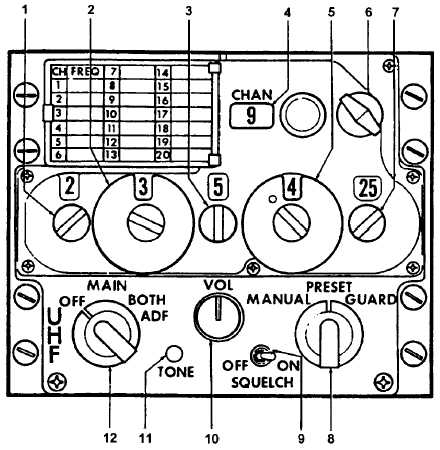 1 2 3 4 5 6 7
CH FREQ 7 14
1 8 15
2 9 16
3 10 17
4 11 18
5 12 19
6 13 20
CHAN
9
2 3 5 4 25
MAIN
OFF BOTH
ADF
VOL
PRESET
MANUAL GUARD
UHF
TONE
OFF ON
SQUELCH
12 11 10 9 8